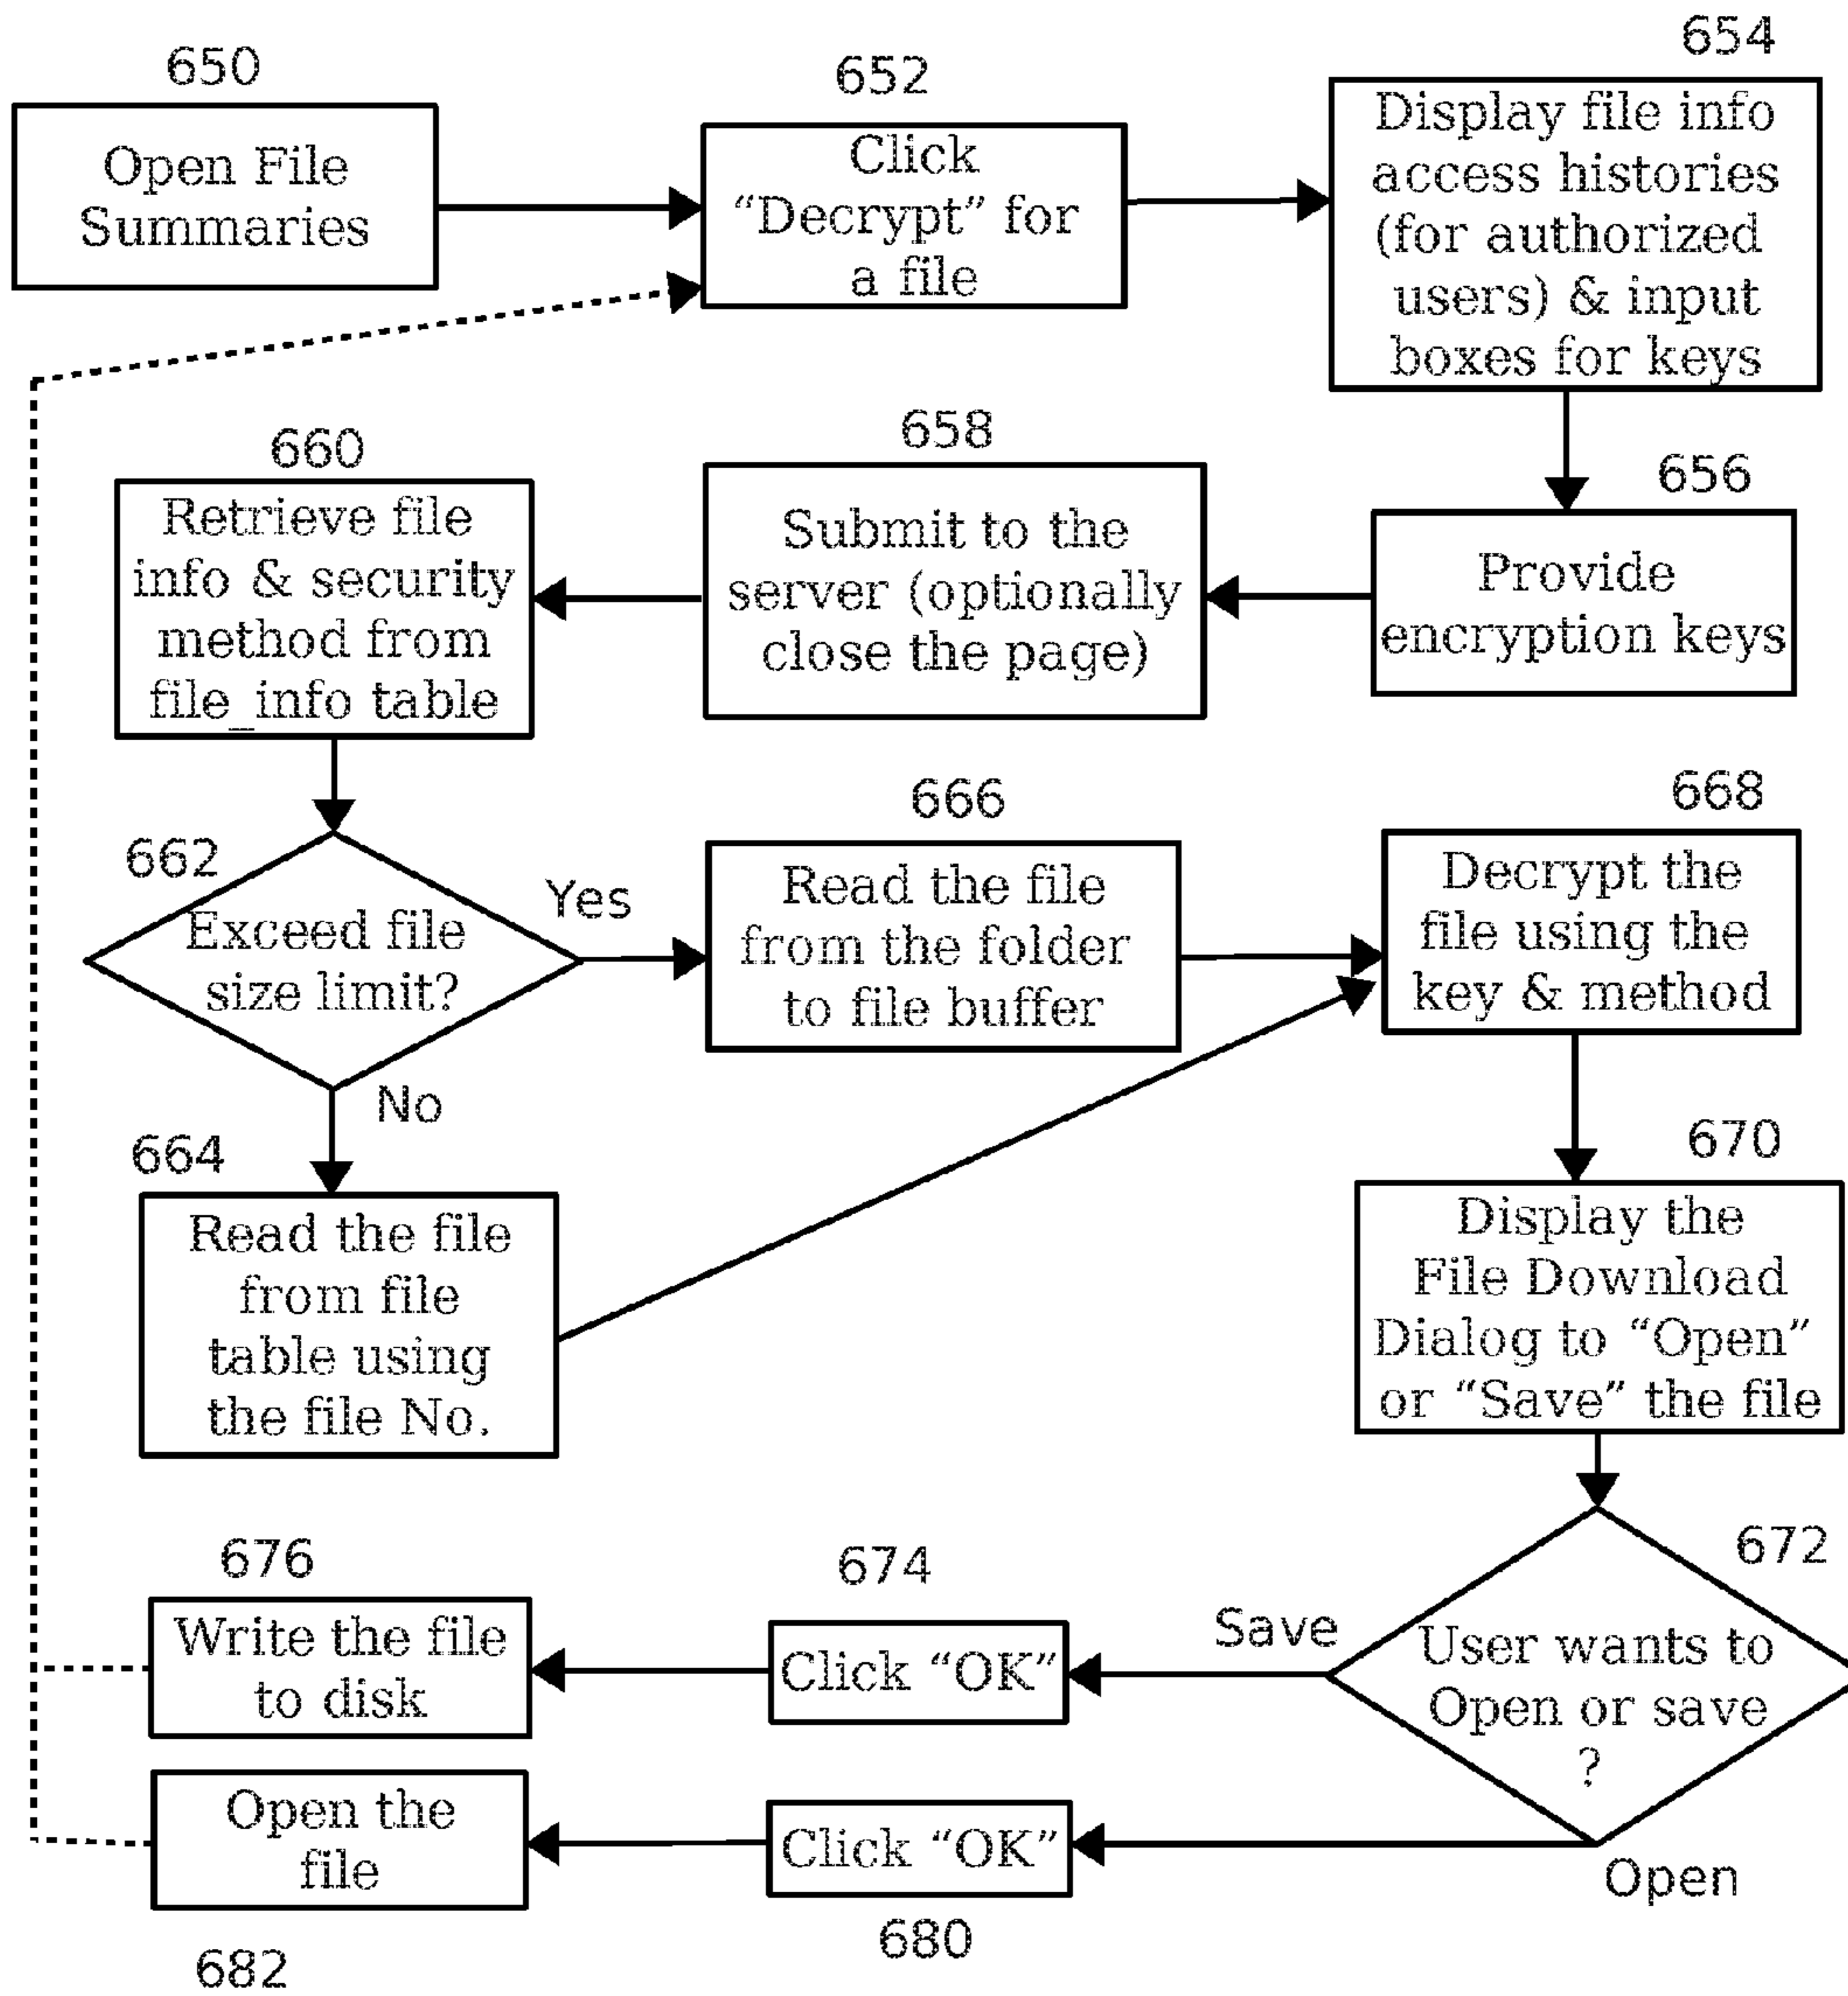 650
Open File
Summaries
652
Click
“Decrypt” for
a file
654
Display file info
access histories
(for authorized
users) & input
boxes for keys
656
Provide
encryption keys
658
Submit to the
server (optionally
close the page)
660
Retrieve file
info & security
method from
file_info table
662
Exceed file
size limit?
Yes
No
666
Read the file
from the folder
to file buffer
668
Decrypt the
file using the
key & method
664
Read the file
from file
table using
the file No.
670
Display the
File Download
Dialog to “Open”
or “Save” the file
672
User wants to
Open or save
?
Save
674
Click “OK”
676
Write the file
to disk
Open
680
Click “OK”
Open the
file
682